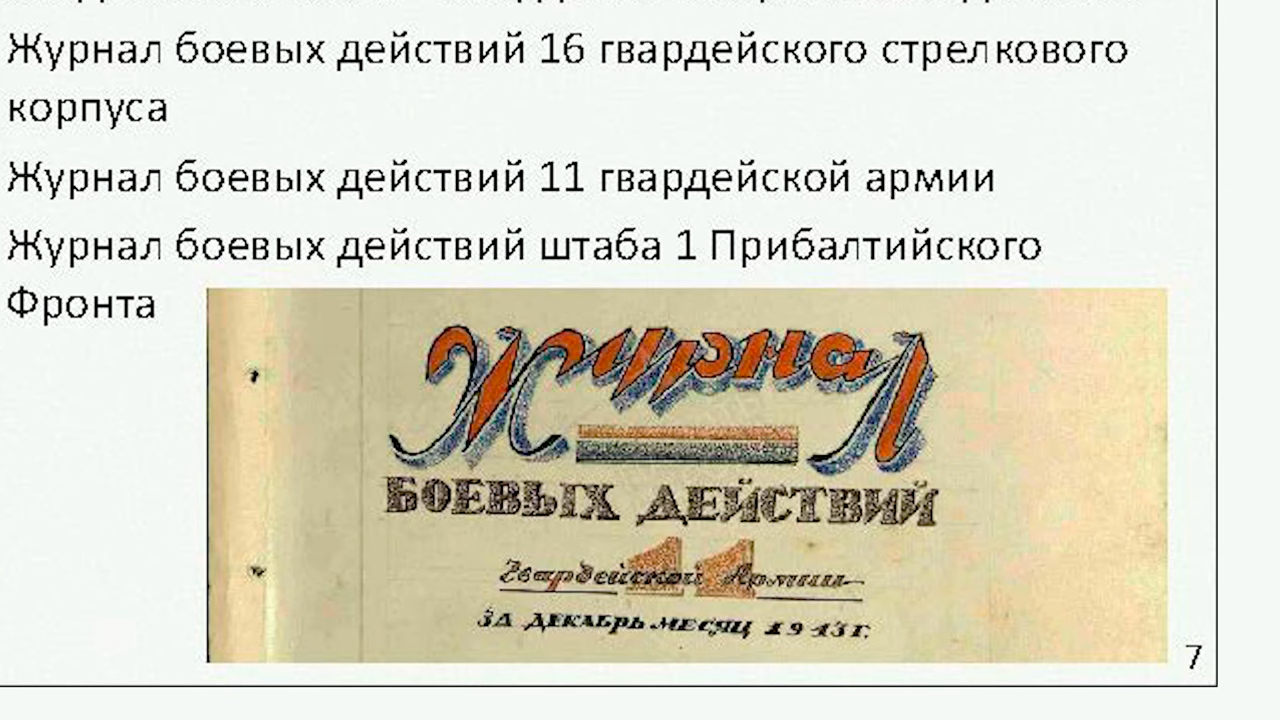 Журнал боевых действий 16 гвардейского стрелкового
корпуса
Журнал боевых действий 11 гвардейской армии
Журнал боевых действий штаба 1 Прибалтийского
Фронта
Журнал
БОЕВЫХ ДЕЙСТВИЙ
11
Гвардейской Армии
ЗА ДЕКАБРЬ МЕСЯЦ 1943 г.
7